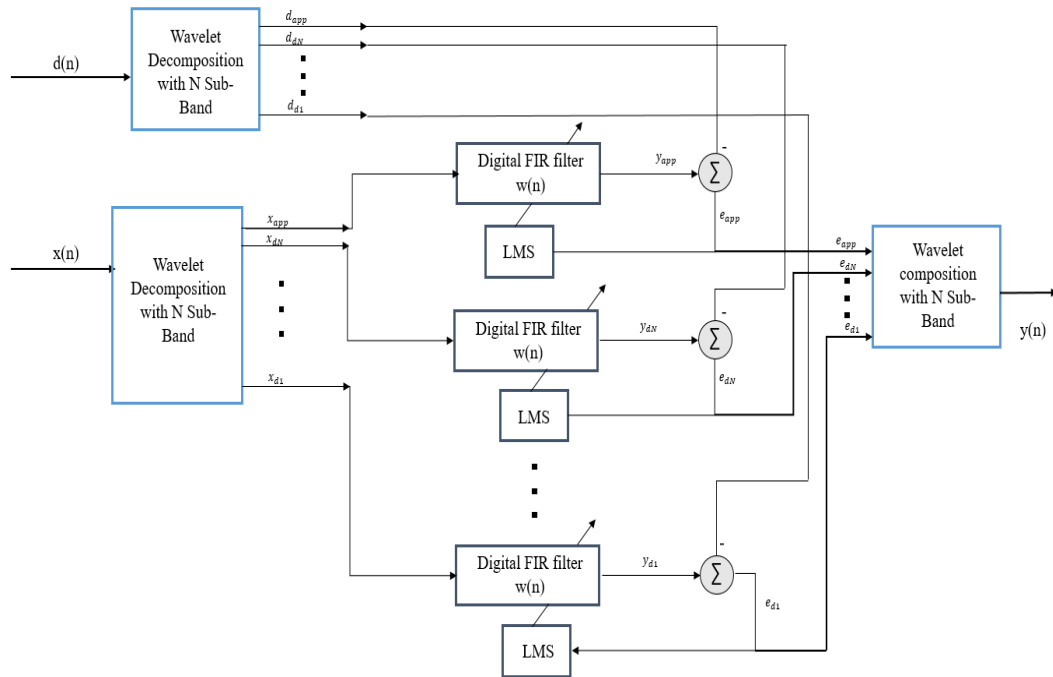 d(n)
Wavelet
Decomposition
with N Sub-
Band
d_app
d_dN
d_d1
x(n)
Wavelet
Decomposition
with N Sub-
Band
x_app
x_dN
x_d1
Digital FIR filter
w(n)
y_app
-
Σ
e_app
LMS
Digital FIR filter
w(n)
y_dN
-
Σ
e_dN
LMS
Digital FIR filter
w(n)
y_d1
-
Σ
e_d1
LMS
e_app
e_dN
e_d1
Wavelet
composition
with N Sub-
Band
y(n)